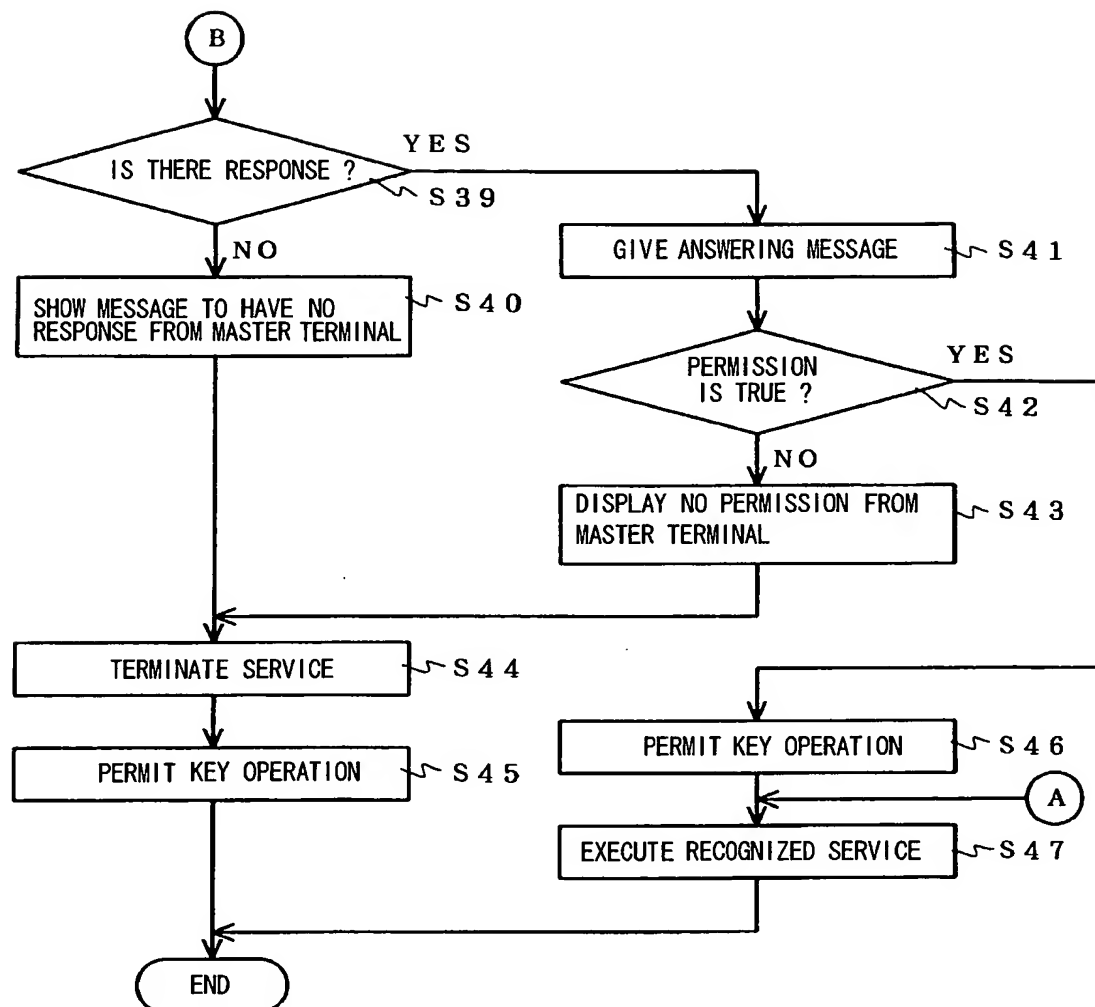 B
IS THERE RESPONSE ?
YES
S39
NO
SHOW MESSAGE TO HAVE NO
RESPONSE FROM MASTER TERMINAL
S40
GIVE ANSWERING MESSAGE
S41
PERMISSION
IS TRUE ?
YES
S42
NO
DISPLAY NO PERMISSION FROM
MASTER TERMINAL
S43
TERMINATE SERVICE
S44
PERMIT KEY OPERATION
S45
PERMIT KEY OPERATION
S46
A
EXECUTE RECOGNIZED SERVICE
S47
END